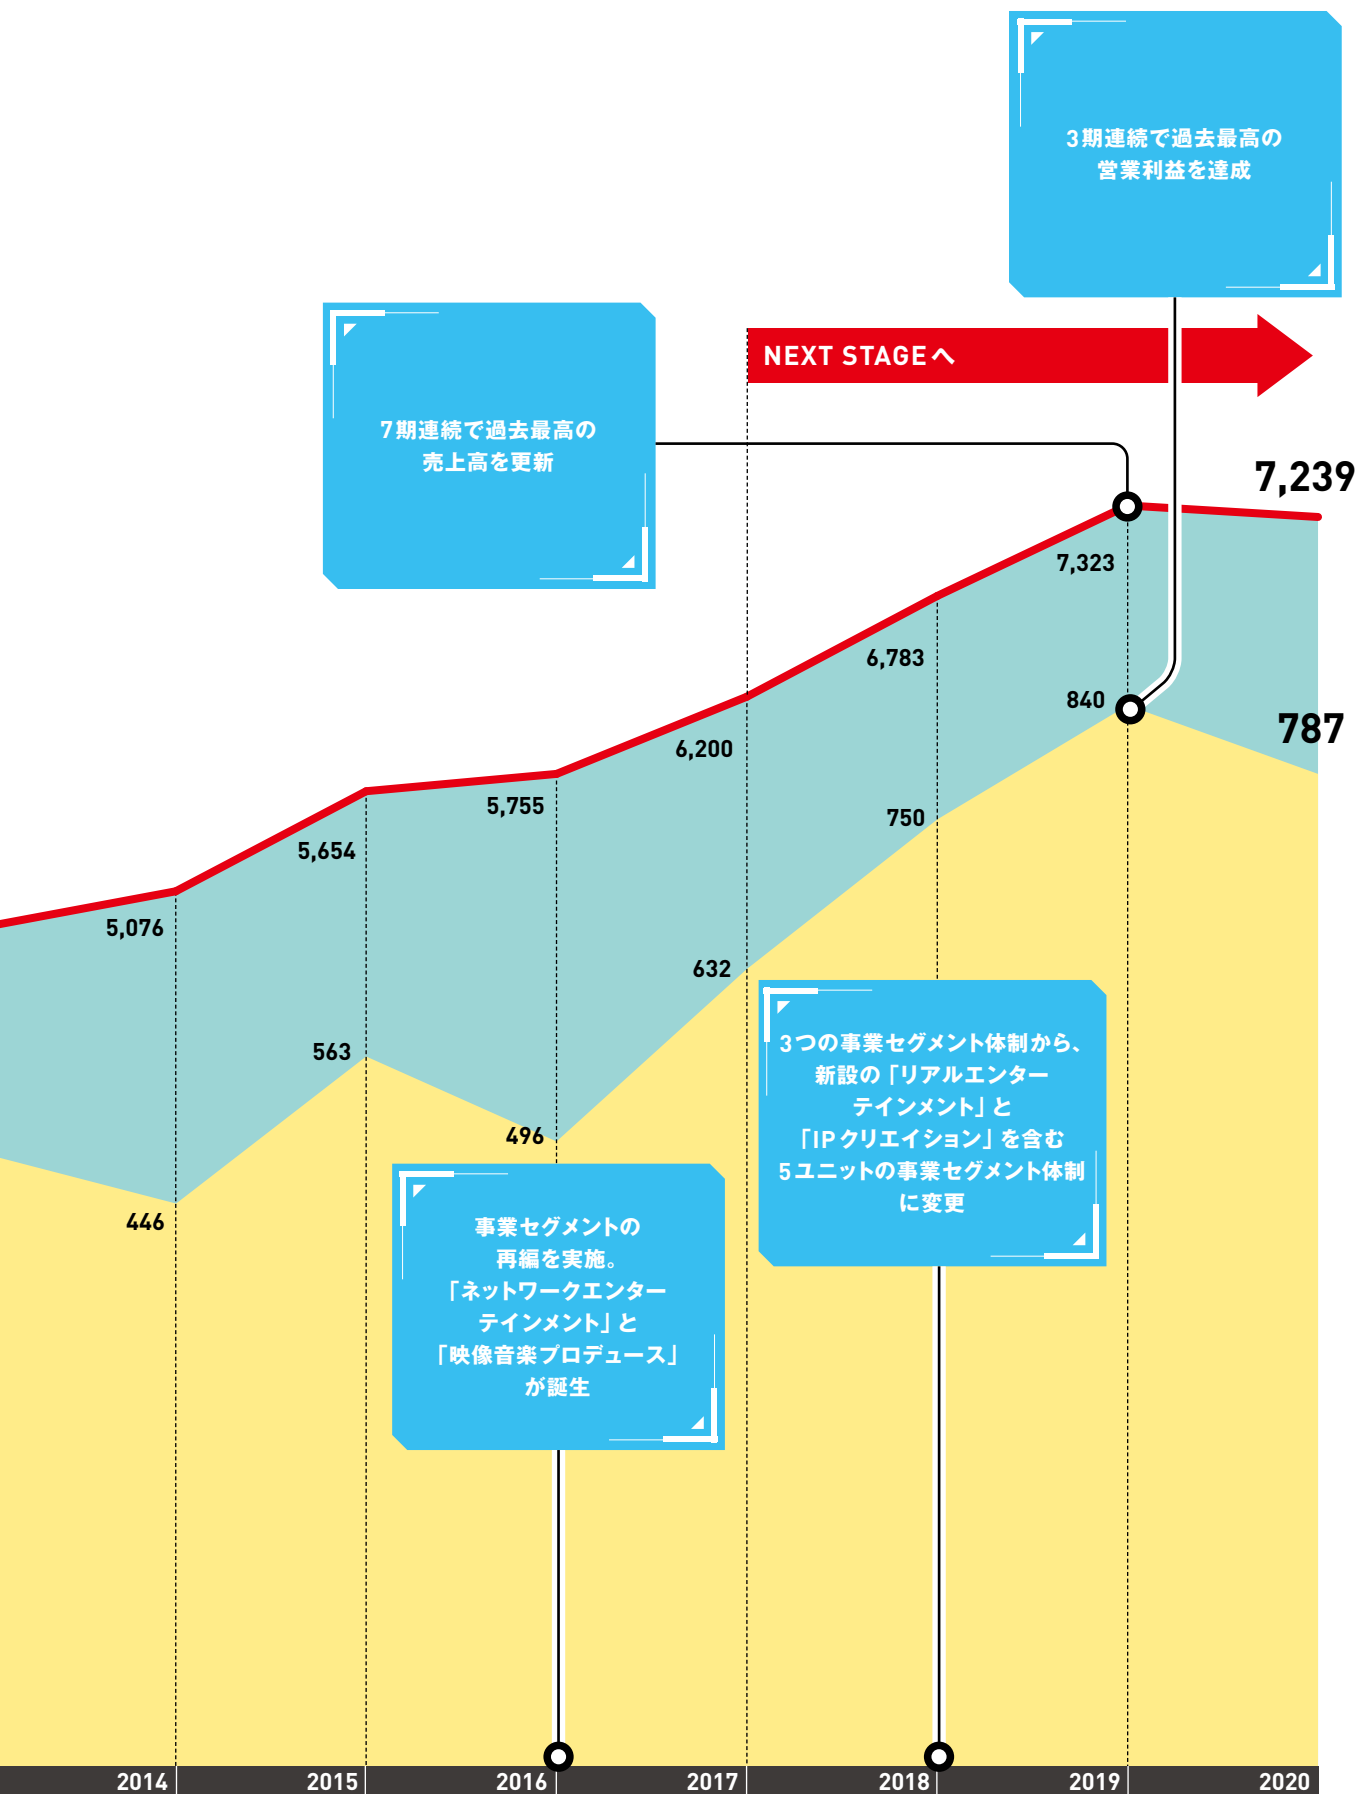 3期連続で過去最高の
営業利益を達成
7期連続で過去最高の
売上高を更新
NEXT STAGEへ
7,239
7,323
6,783
840
787
6,200
5,755
750
5,654
5,076
632
563
496
446
3つの事業セグメント体制から、
新設の「リアルエンター
テインメント」と
「IPクリエイション」を含む
5ユニットの事業セグメント体制
に変更
事業セグメントの
再編を実施。
「ネットワークエンター
テインメント」と
「映像音楽プロデュース」
が誕生
2014
2015
2016
2017
2018
2019
2020